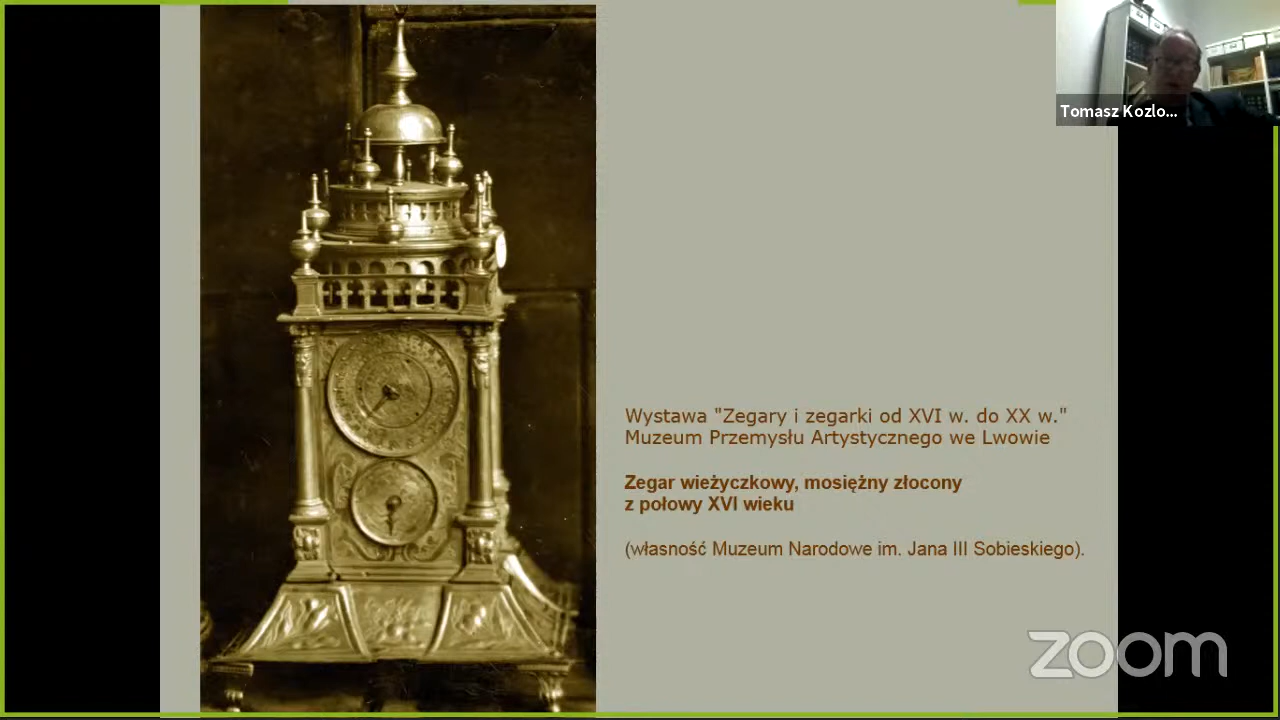 Tomasz Kozlo...
Wystawa "Zegary i zegarki od XVI w. do XX w."
Muzeum Przemysłu Artystycznego we Lwowie
Zegar wieżyczkowy, mosiężny złocony
z połowy XVI wieku
(własność Muzeum Narodowe im. Jana III Sobieskiego).
zoom